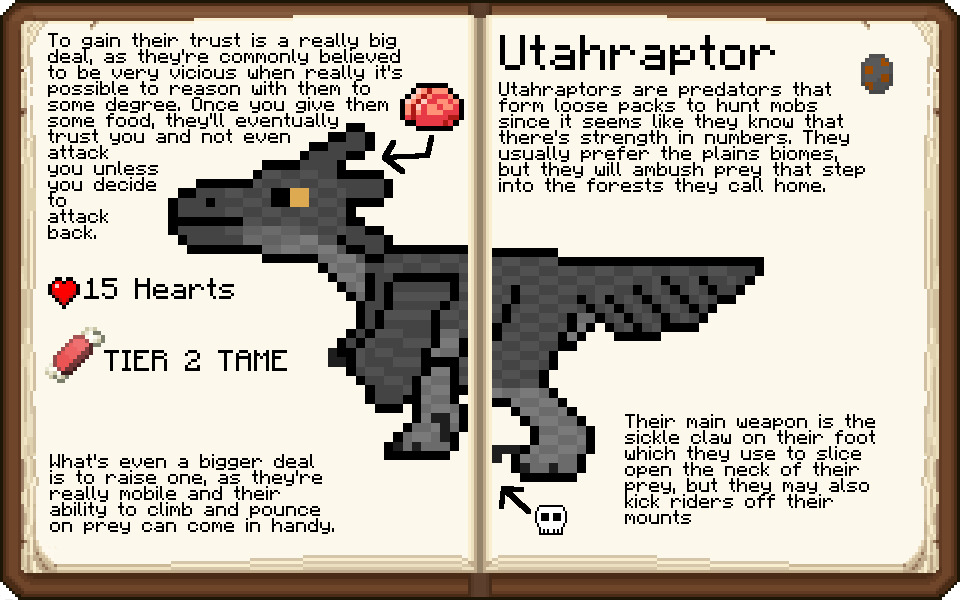 To gain their trust is a really big
deal, as they're commonly believed
to be very vicious when really it's
possible to reason with them to
some degree. Once you give them
some food, they'll eventually
trust you and not even
attack
you unless
you decide
to
attack
back.
15 Hearts
TIER 2 TAME
What's even a bigger deal
is to raise one, as they're
really mobile and their
ability to climb and pounce
on prey can come in handy.
Utahraptor
Utahraptors are predators that
form loose packs to hunt mobs
since it seems like they know that
there's strength in numbers. They
usually prefer the plains biomes,
but they will ambush prey that step
into the forests they call home.
Their main weapon is the
sickle claw on their foot
which they use to slice
open the neck of their
prey, but they may also
kick riders off their
mounts